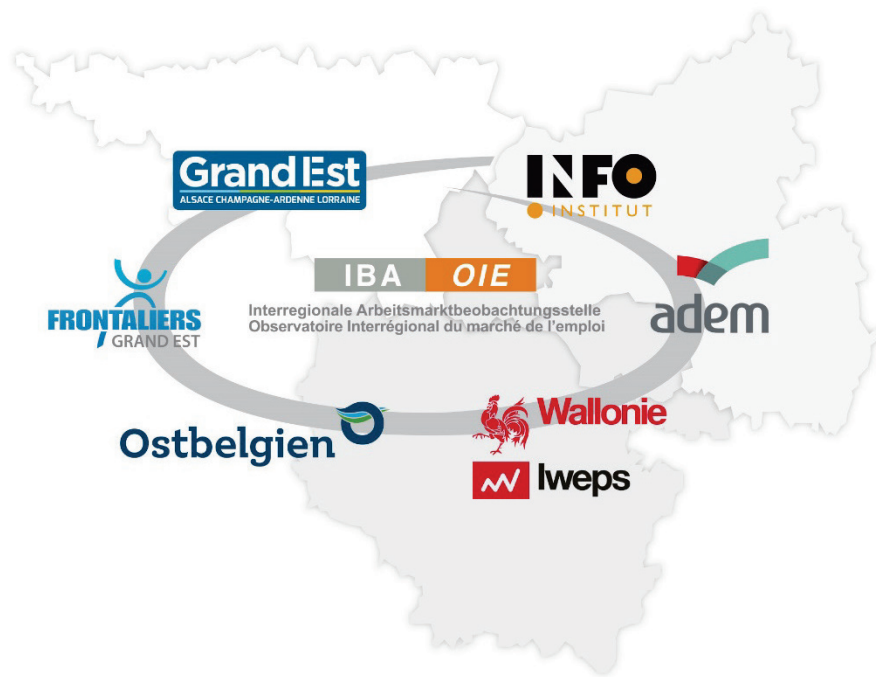 Grand Est
ALSACE CHAMPAGNE-ARDENNE LORRAINE
INFO
INSTITUT
IBA OIE
Interregionale Arbeitsmarktbeobachtungsstelle
Observatoire Interrégional du marché de l'emploi
FRONTALIERS
GRAND EST
adem
Ostbelgien
Wallonie
Iweps